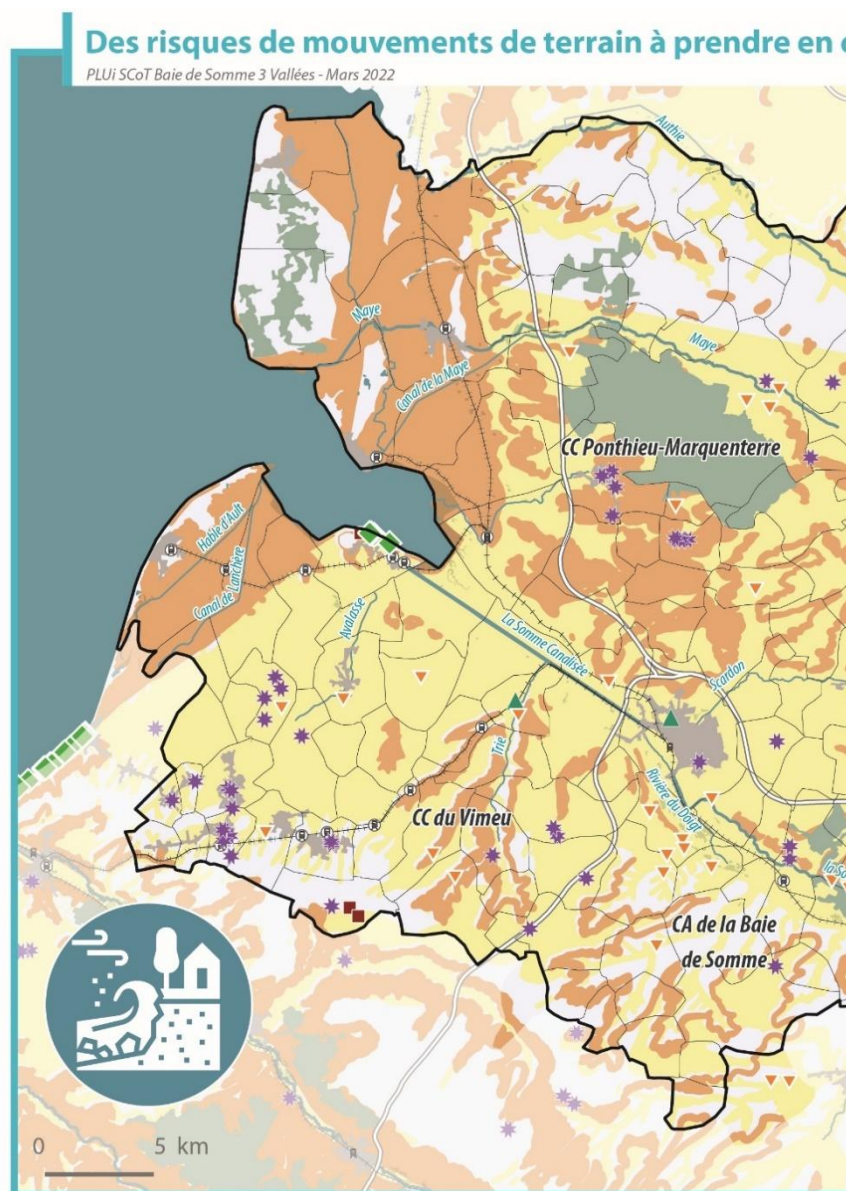 Des risques de mouvements de terrain à prendre en
PLUi SCoT Baie de Somme 3 Vallées - Mars 2022
Authie
Maye
Maye
Canal de la Maye
CC Ponthieu-Marquenterre
Hable d'Ault
Canal de Lanchère
Avalasse
La Somme Canalisée
Scardon
Trie
CC du Vimeu
Rivière du Doigt
la So
CA de la Baie
de Somme
0 5 km